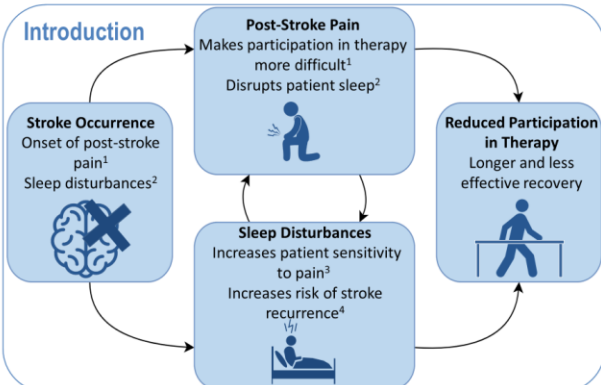 Introduction
Stroke Occurrence
Onset of post-stroke
pain¹
Sleep disturbances²
Post-Stroke Pain
Makes participation in therapy
more difficult¹
Disrupts patient sleep²
Sleep Disturbances
Increases patient sensitivity
to pain³
Increases risk of stroke
recurrence⁴
Reduced Participation
in Therapy
Longer and less
effective recovery